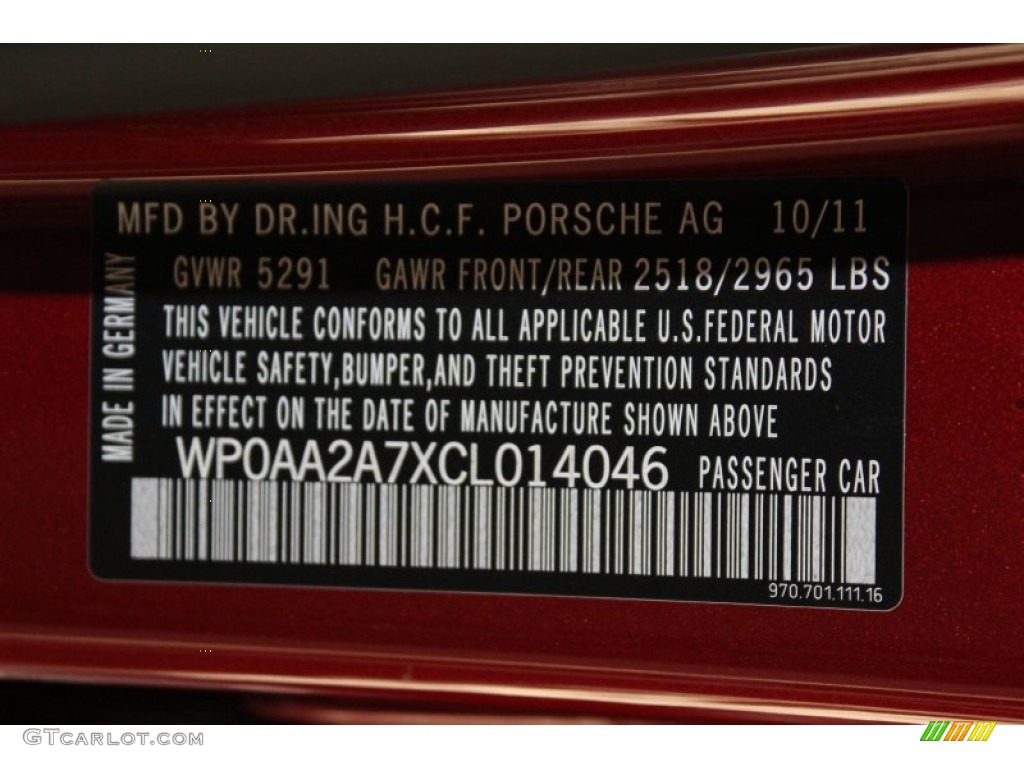 MFD BY DR.ING H.C.F. PORSCHE AG 10/11
GVWR 5291 GAWR FRONT/REAR 2518/2965 LBS
MADE IN GERMANY
THIS VEHICLE CONFORMS TO ALL APPLICABLE U.S.FEDERAL MOTOR
VEHICLE SAFETY,BUMPER,AND THEFT PREVENTION STANDARDS
IN EFFECT ON THE DATE OF MANUFACTURE SHOWN ABOVE
WP0AA2A7XCL014046 PASSENGER CAR
970.701.111.16
GTCARLOT.COM